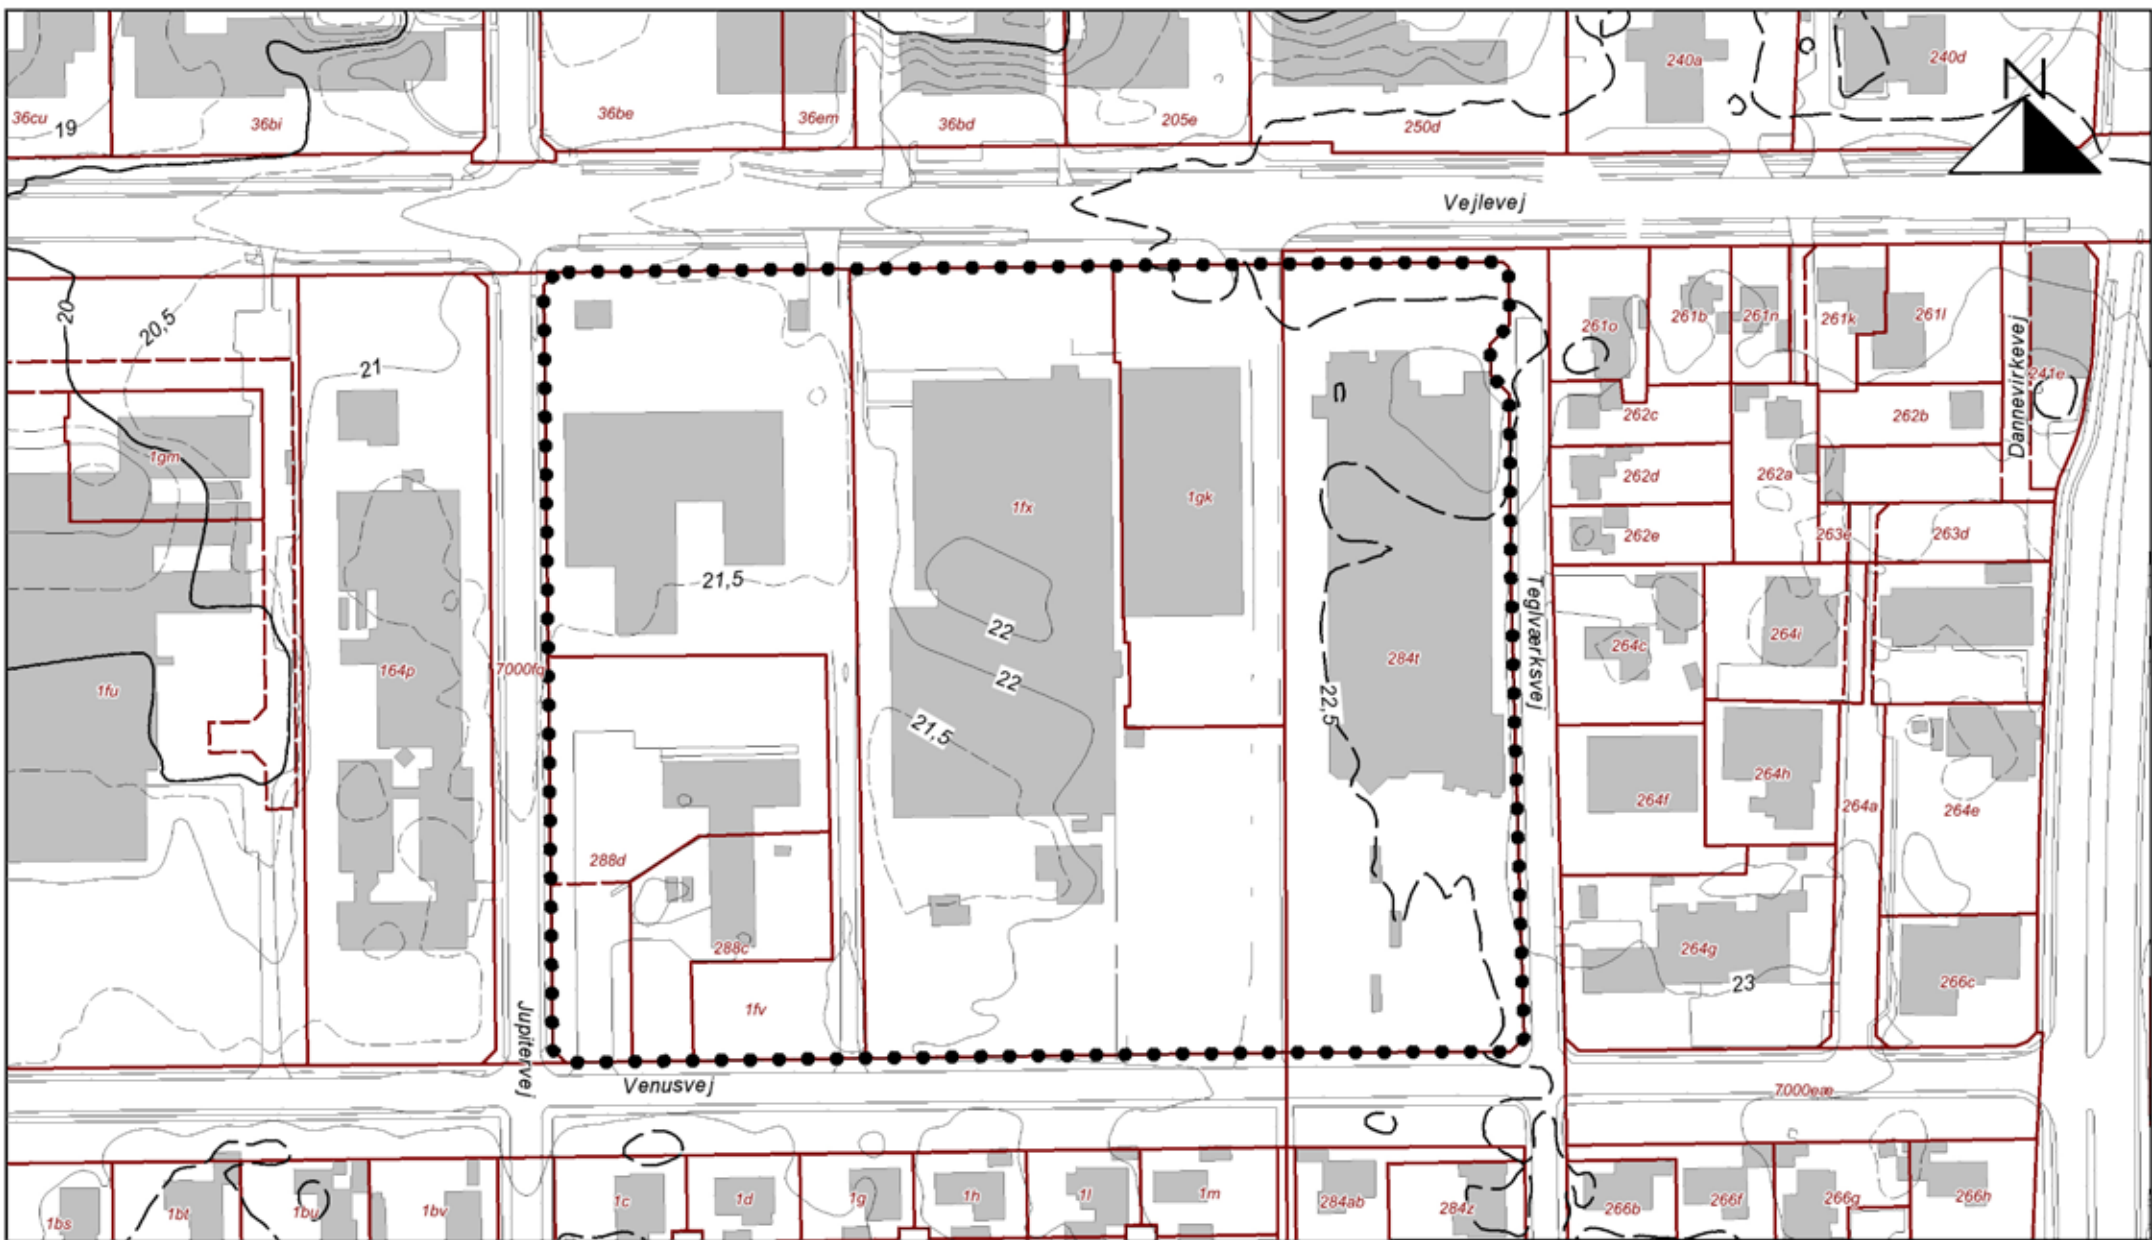 36cu
19
36bi
36be
36em
36bd
205e
250d
240a
240d
N
Vejlevej
20
20,5
21
1gm
1fu
164p
7000fq
21,5
1fx
22
22
21,5
1gk
284t
22,5
Teglværksvej
261o
261b
261n
261k
261l
241e
Dannevirkevej
262c
262b
262d
262a
262e
263e
263d
264c
264i
264f
264h
264a
264e
264g
23
266c
288d
288c
1fv
Jupitervej
Venusvej
7000eæ
1bs
1bt
1bu
1bv
1c
1d
1g
1h
1l
1m
284ab
284z
266b
266f
266g
266h